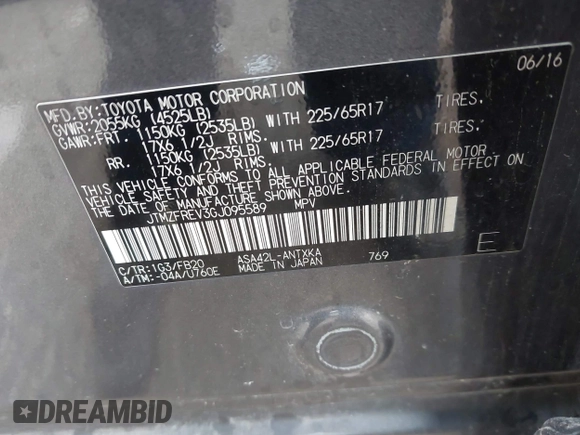 MFD.BY:TOYOTA MOTOR CORPORATION 06/16
GVWR:2055KG (4525LB)
GAWR:FRT. 1150KG (2535LB) WITH 225/65R17 TIRES.
17X6 1/2J RIMS.
RR. 1150KG (2535LB) WITH 225/65R17 TIRES.
17X6 1/2J RIMS.
THIS VEHICLE CONFORMS TO ALL APPLICABLE FEDERAL MOTOR
VEHICLE SAFETY AND THEFT PREVENTION STANDARDS IN EFFECT ON
THE DATE OF MANUFACTURE SHOWN ABOVE.
JTMZFREV3GJ095589 MPV
E
C/TR:1G3/FB20 ASA42L-ANTXKA 769
A/TM:-04A/U760E MADE IN JAPAN
DREAMBID